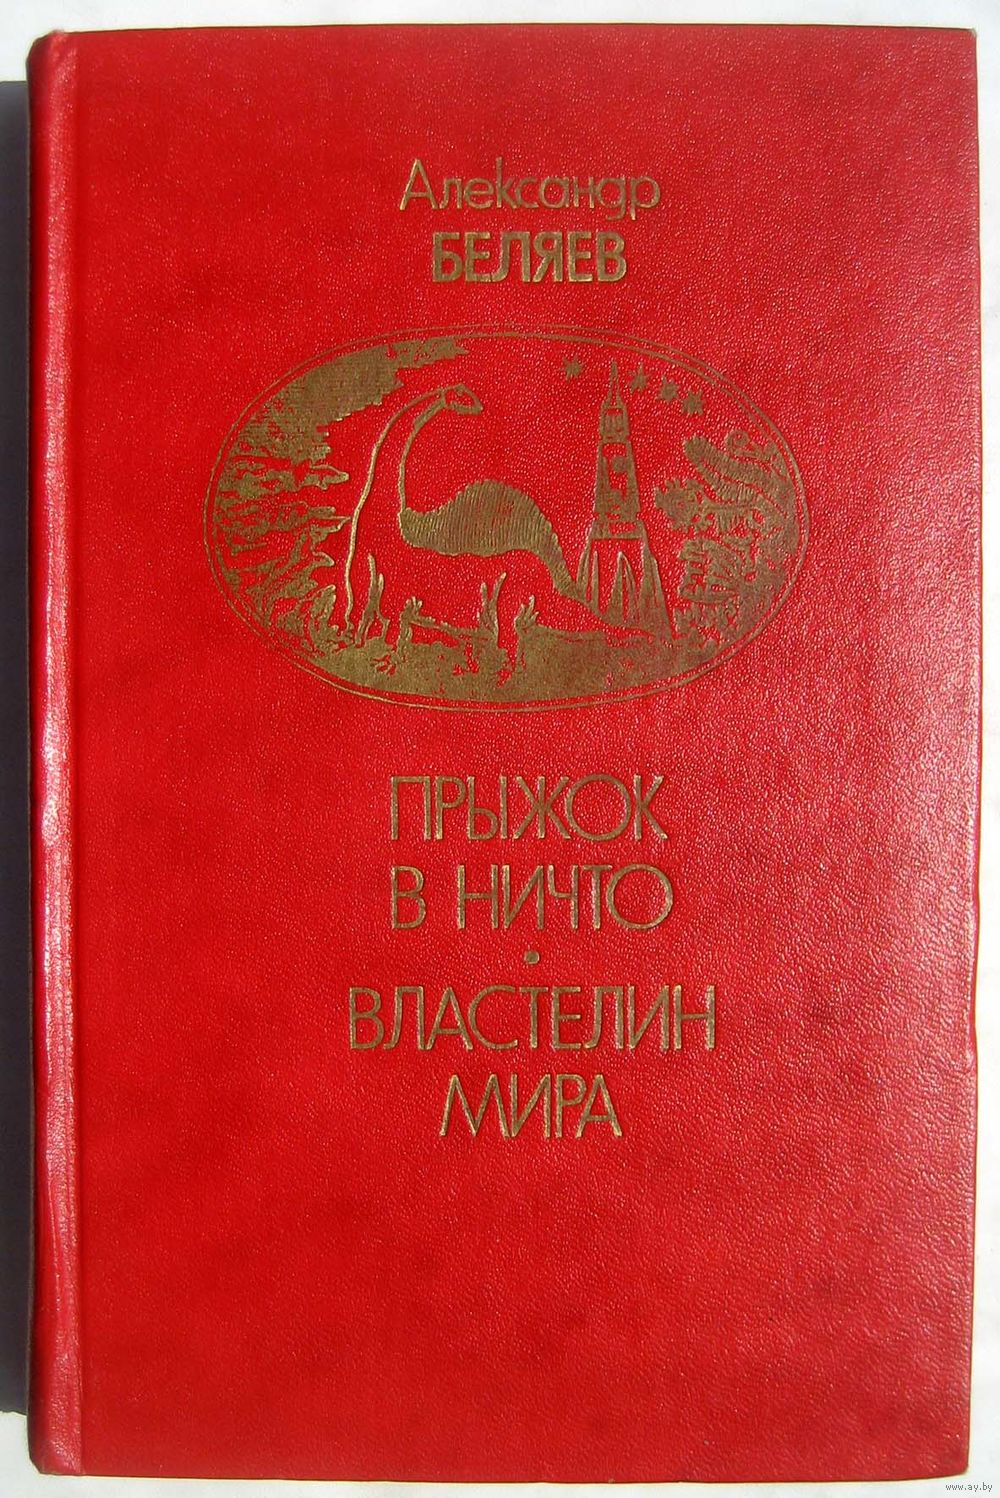 Александр
БЕЛЯЕВ
ПРЫЖОК
В НИЧТО
•
ВЛАСТЕЛИН
МИРА
www.ay.by